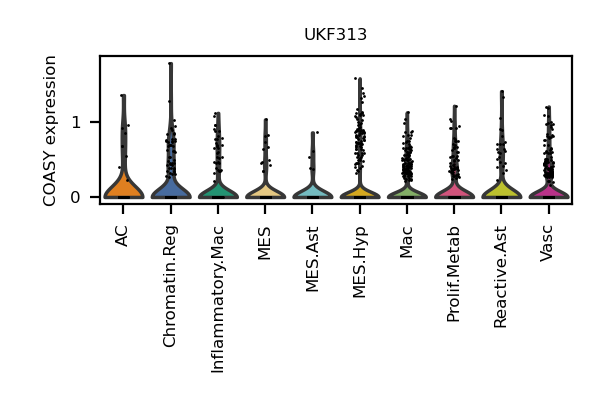 UKF313
COASY expression
1
0
AC
Chromatin.Reg
Inflammatory.Mac
MES
MES.Ast
MES.Hyp
Mac
Prolif.Metab
Reactive.Ast
Vasc